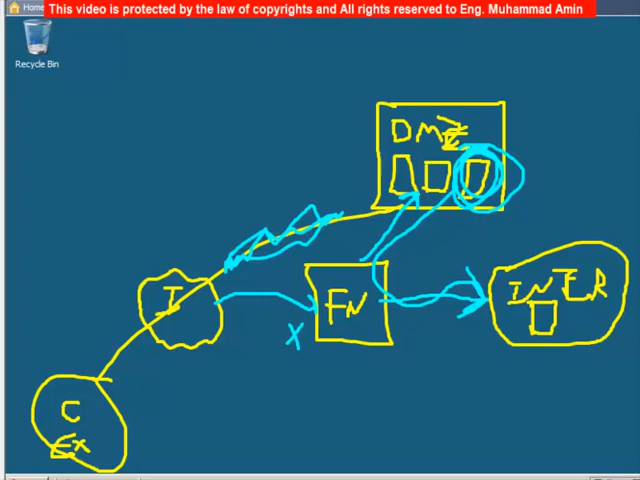 Home
This video is protected by the law of copyrights and All rights reserved to Eng. Muhammad Amin
Recycle Bin
DMZ
I
FW
X
INTER
C
Ex